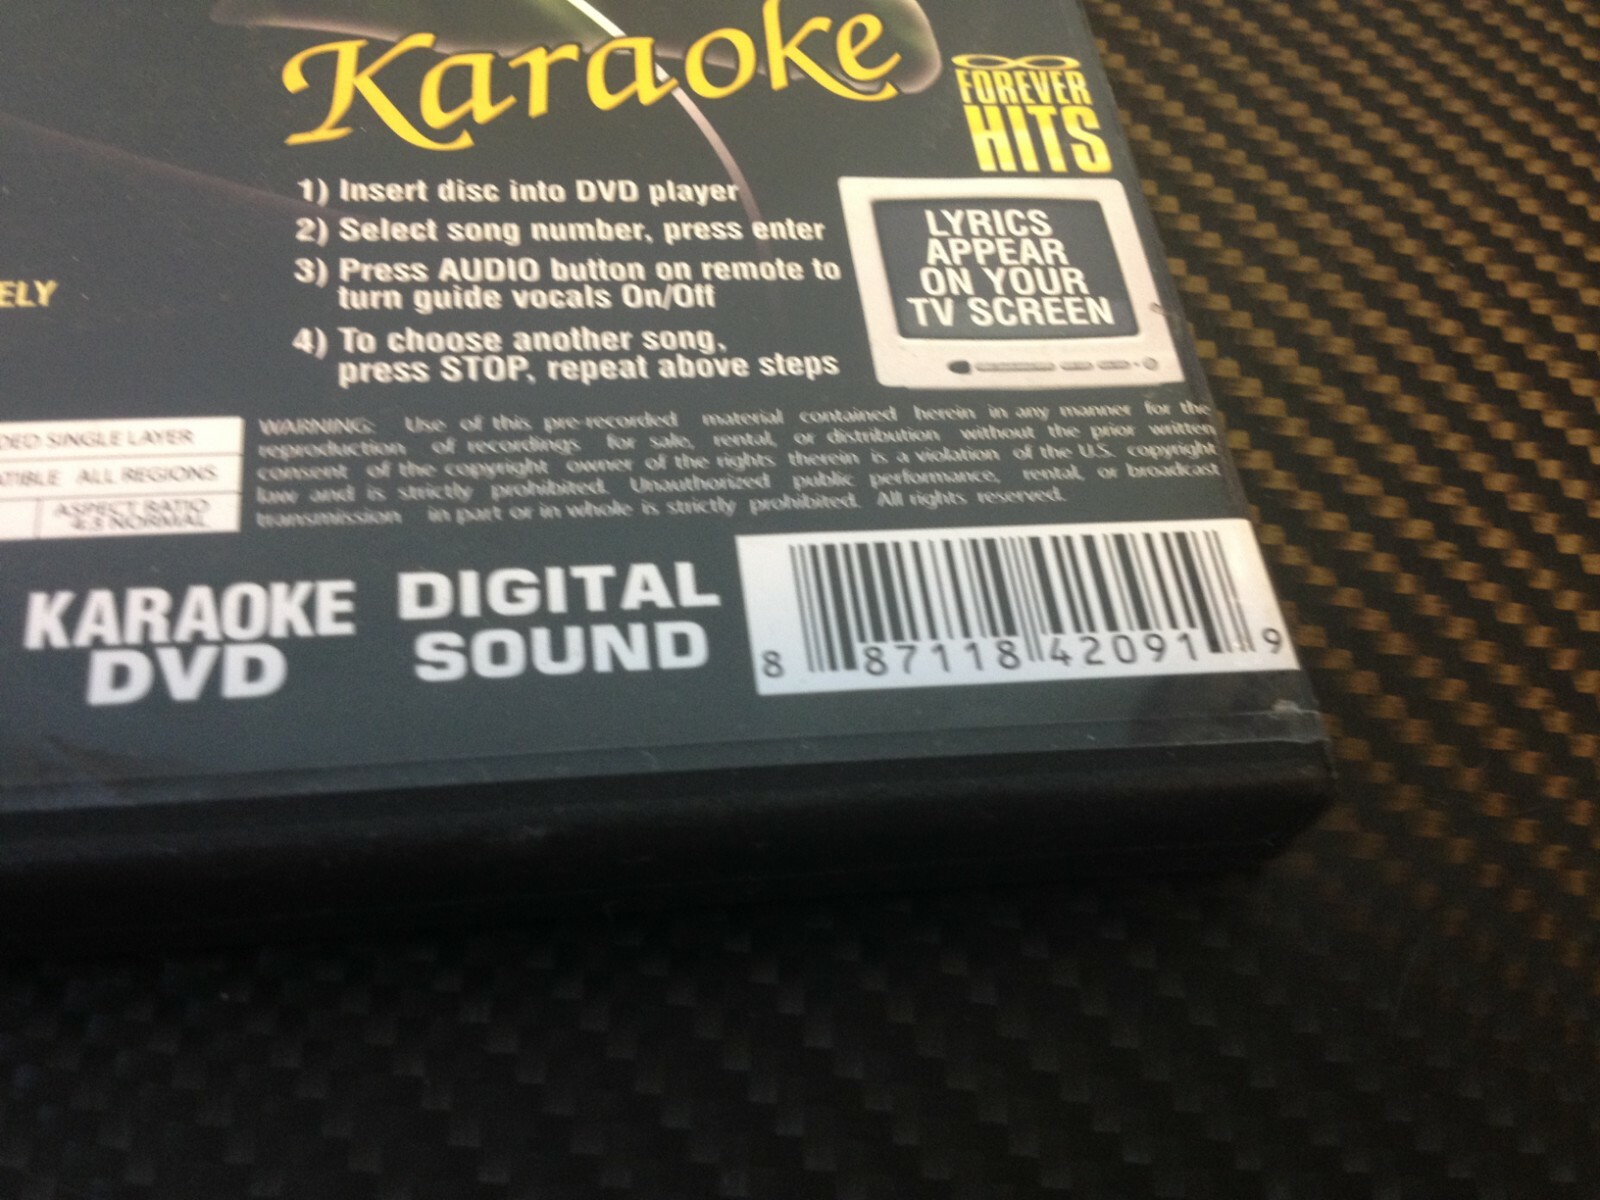 Karaoke
FOREVER
HITS
1) Insert disc into DVD player
2) Select song number, press enter
3) Press AUDIO button on remote to
turn guide vocals On/Off
4) To choose another song,
press STOP, repeat above steps
LYRICS
APPEAR
ON YOUR
TV SCREEN
ELY
DEO SINGLE LAYER
ATIBLE ALL REGIONS
ASPECT RATIO
4:3 NORMAL
WARNING: Use of this pre-recorded material contained herein in any manner for the
reproduction of recordings for sale, rental, or distribution without the prior written
consent of the copyright owner of the rights therein is a violation of the U.S. copyright
law and is strictly prohibited. Unauthorized public performance, rental, or broadcast
transmission in part or in whole is strictly prohibited. All rights reserved.
KARAOKE
DVD
DIGITAL
SOUND
8 87118 42091 9